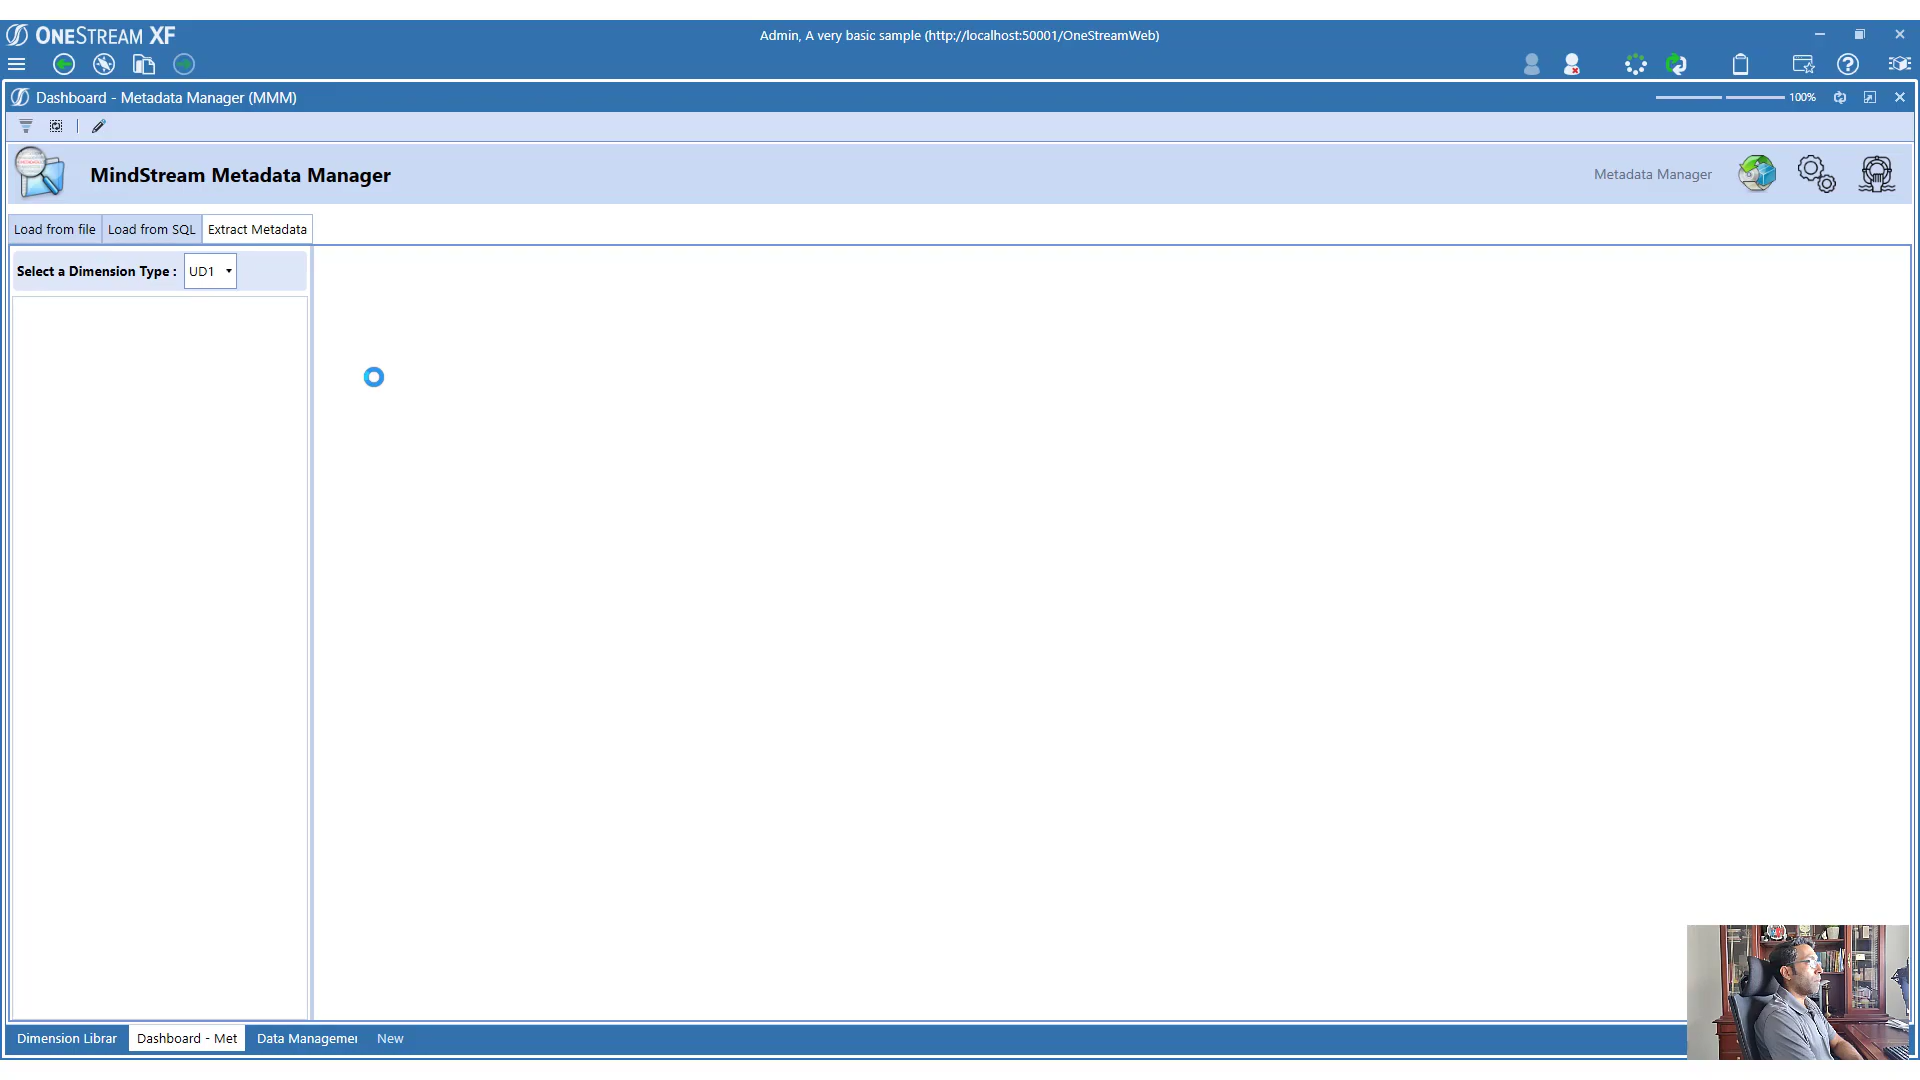 ONESTREAM XF
Admin, A very basic sample (http://localhost:50001/OneStreamWeb)
Dashboard - Metadata Manager (MMM)
100%
MindStream Metadata Manager
Metadata Manager
Load from file
Load from SQL
Extract Metadata
Select a Dimension Type :
UD1
Dimension Librar
Dashboard - Met
Data Managemer
New